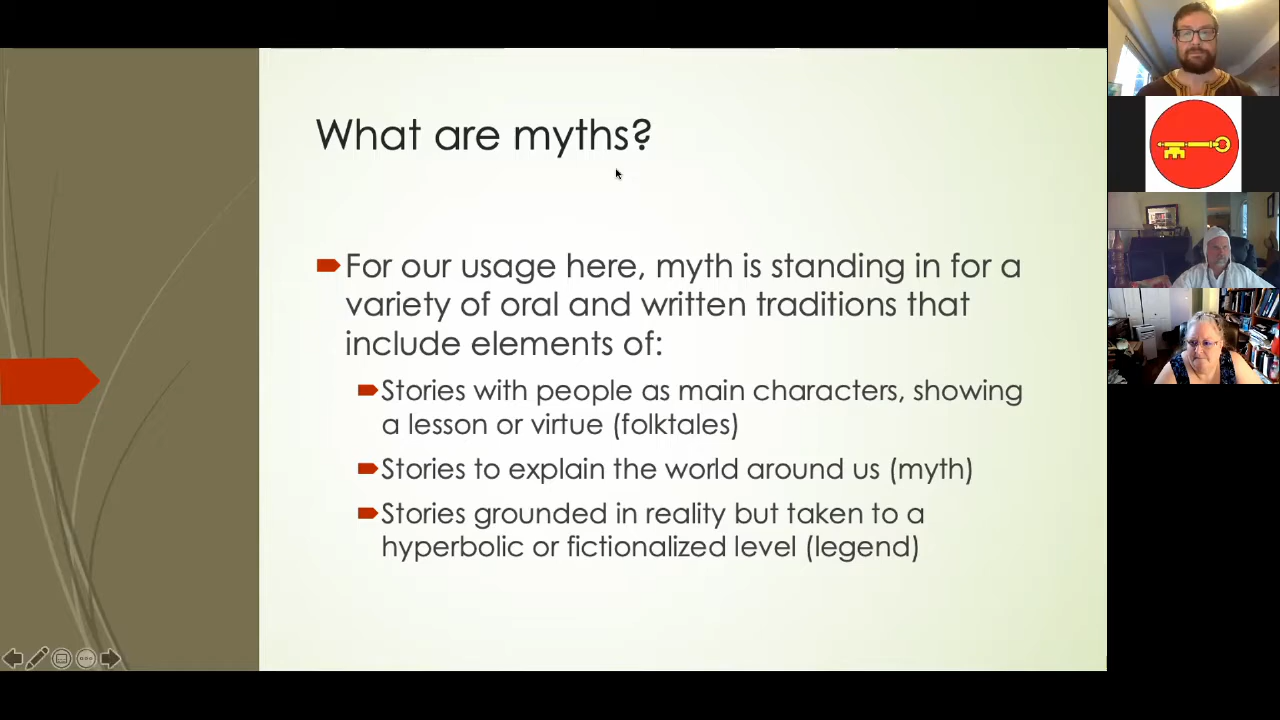 What are myths?
For our usage here, myth is standing in for a
variety of oral and written traditions that
include elements of:
Stories with people as main characters, showing
a lesson or virtue (folktales)
Stories to explain the world around us (myth)
Stories grounded in reality but taken to a
hyperbolic or fictionalized level (legend)